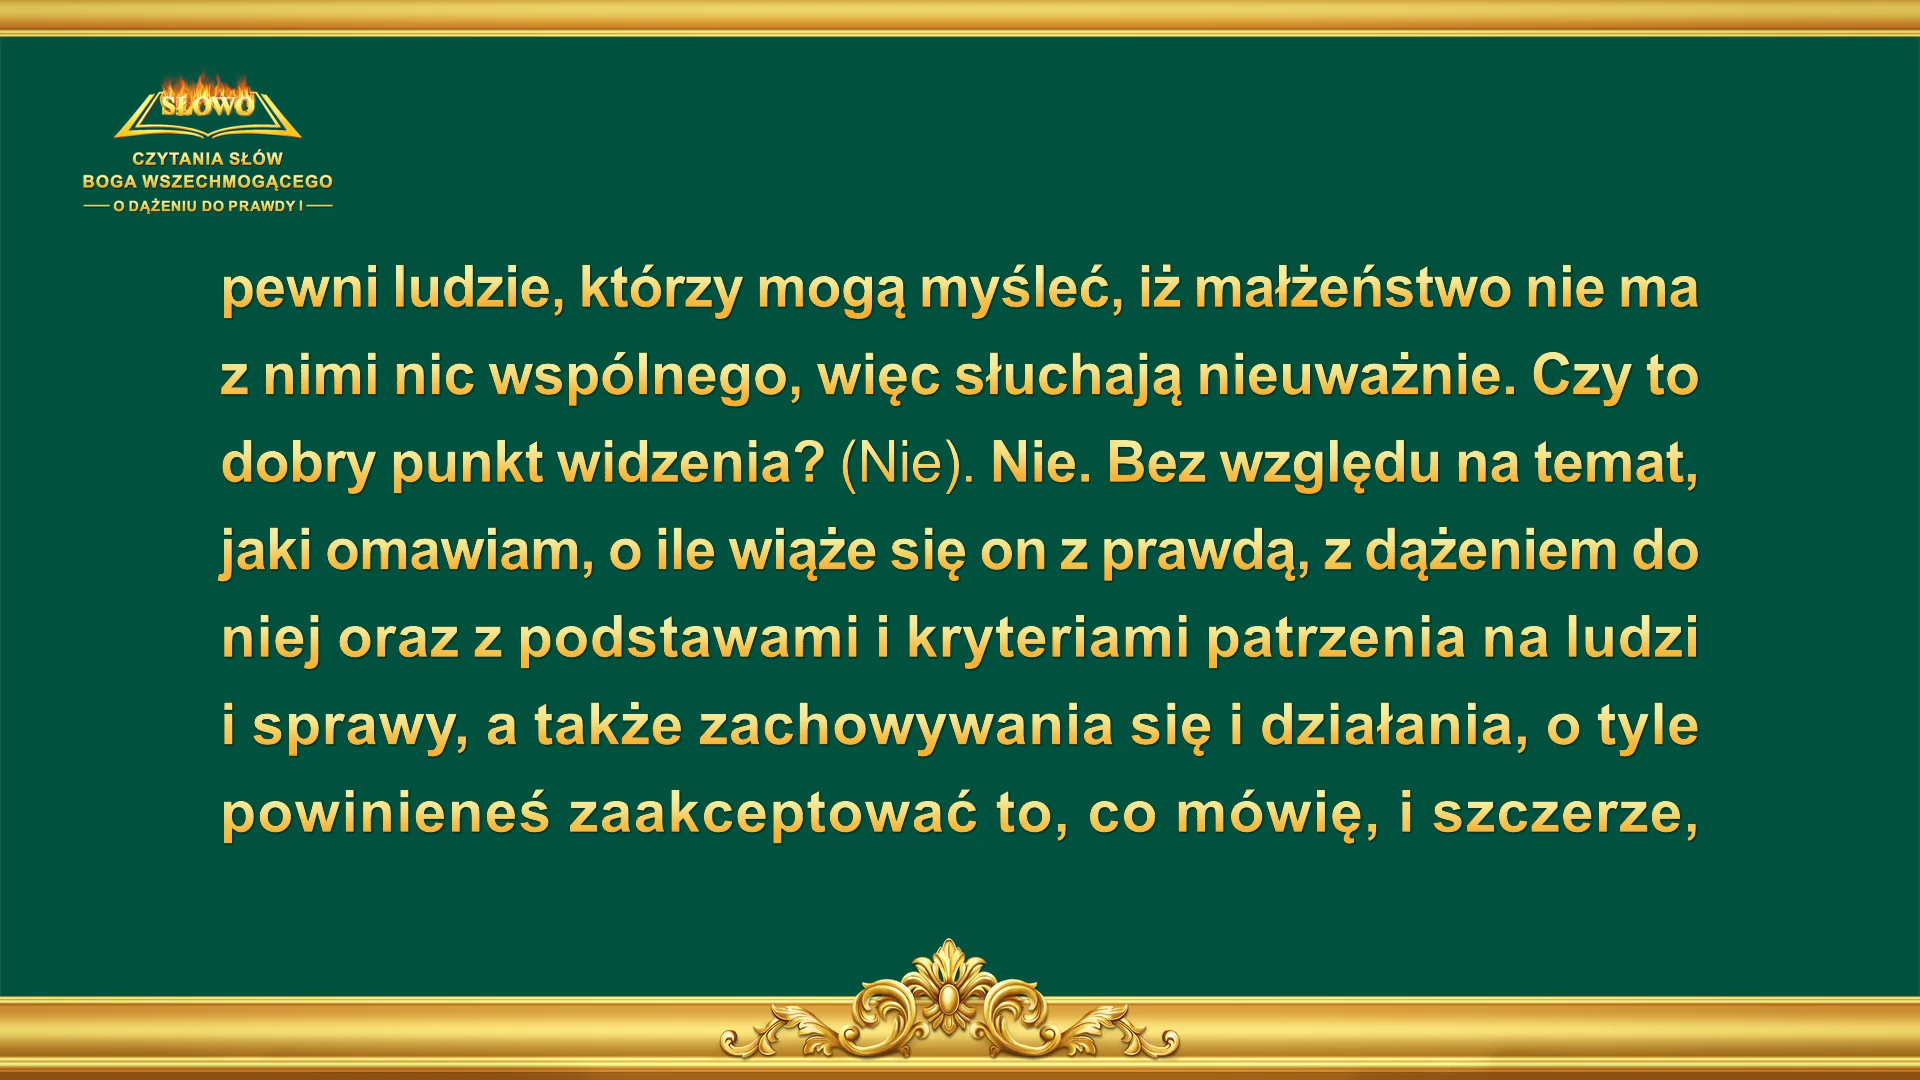 SŁOWO
CZYTANIA SŁÓW
BOGA WSZECHMOGĄCEGO
O DĄŻENIU DO PRAWDY I
pewni ludzie, którzy mogą myśleć, iż małżeństwo nie ma
z nimi nic wspólnego, więc słuchają nieuważnie. Czy to
dobry punkt widzenia? (Nie). Nie. Bez względu na temat,
jaki omawiam, o ile wiąże się on z prawdą, z dążeniem do
niej oraz z podstawami i kryteriami patrzenia na ludzi
i sprawy, a także zachowywania się i działania, o tyle
powinieneś zaakceptować to, co mówię, i szczerze,